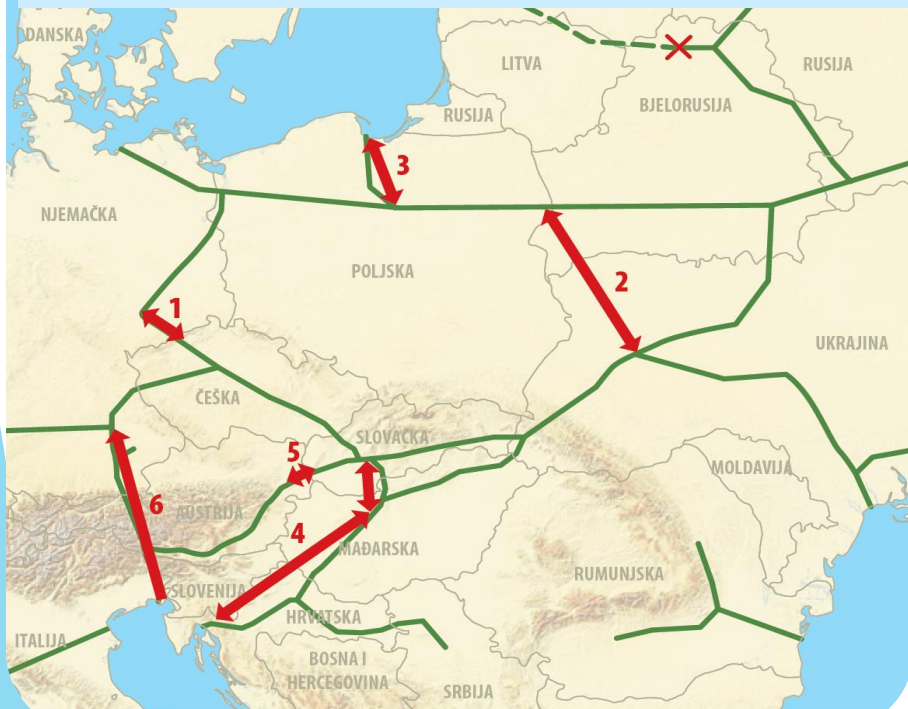 DANSKA
LITVA
RUSIJA
BJELORUSIJA
RUSIJA
3
NJEMAČKA
POLJSKA
2
1
UKRAJINA
ČEŠKA
SLOVAČKA
5
MOLDAVIJA
6
AUSTRIJA
4
MAĐARSKA
RUMUNJSKA
SLOVENIJA
HRVATSKA
ITALIJA
BOSNA I
HERCEGOVINA
SRBIJA